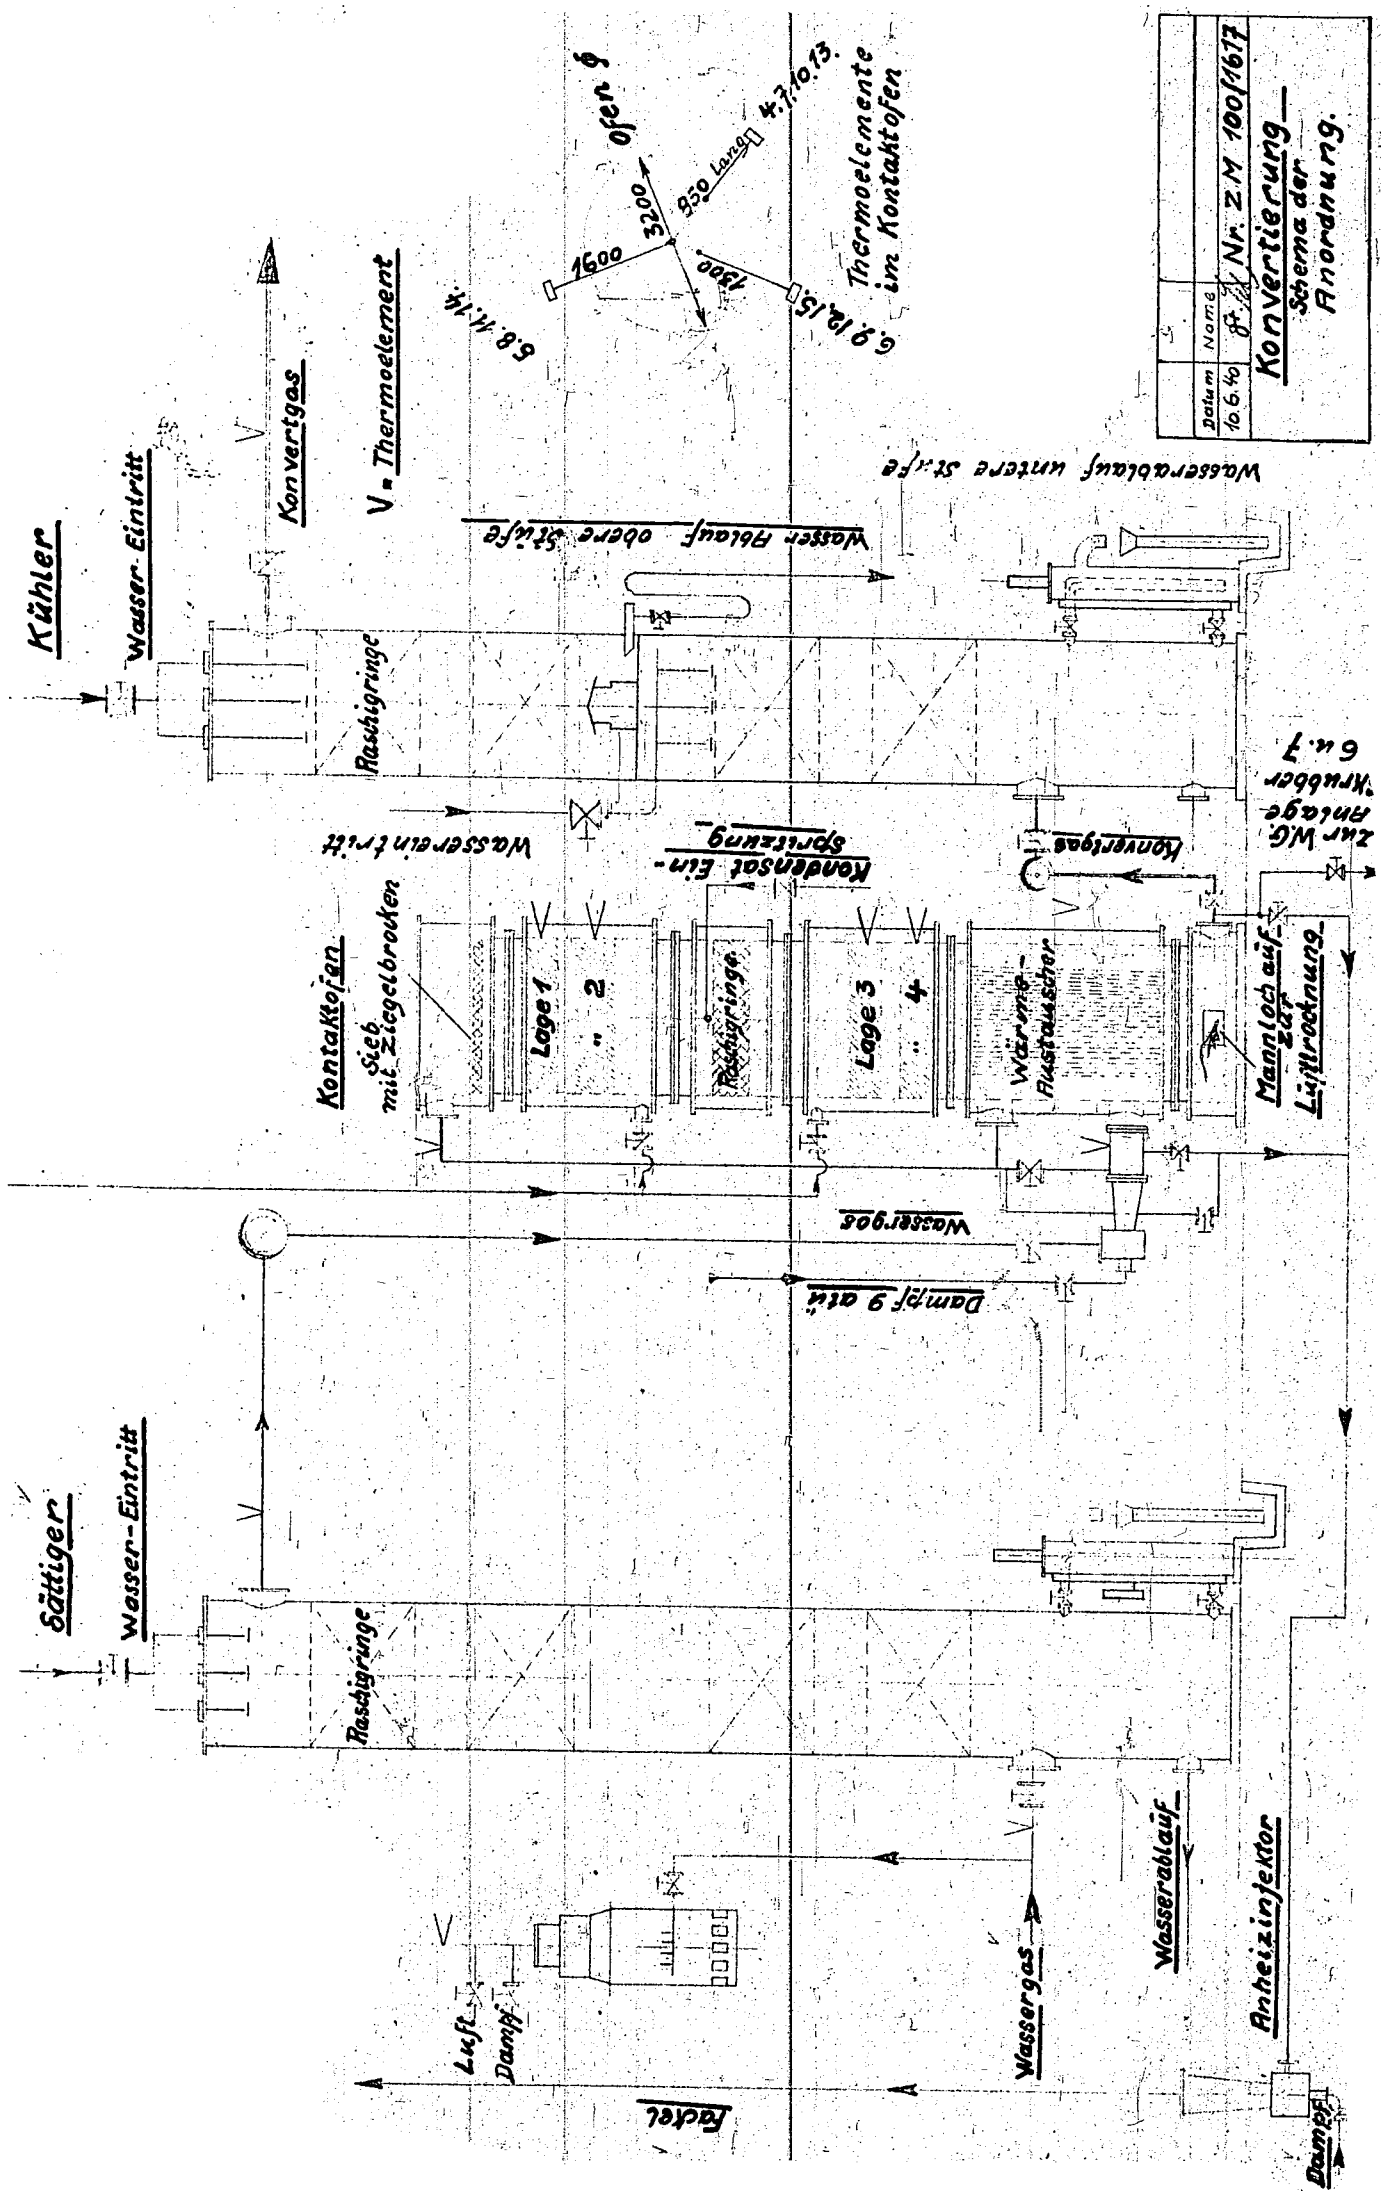 Kühler
Wasser-Eintritt
Konvertgas
V = Thermoelement
Raschigringe
Wassereintritt
Wasser Ablauf obere Stufe
Wasserablauf untere Stufe
Ofen
5.8.11.14.
1600
3200
950 Lang
4.7.10.13.
1300
6.9.12.15.
Thermoelemente
im Kontaktofen
Kontaktofen
Sieb
mit Ziegelbrocken
Lage 1
" 2
Kondensat Ein-
spritzung
Raschigringe
Lage 3
" 4
Wärme-
Austauscher
Konvertgas
Mannloch auf
zur
Lufttrocknung
zur W.G.
Anlage
Krubber
6 u. 7
Wassergas
Dampf 9 atü
Sättiger
Wasser-Eintritt
Raschigringe
Luft
Dampf
Fackel
Wassergas
Wasserablauf
Anheizinjektor
Dampf
Datum Name
10.6.40
Nr. ZM 100/1617
Konvertierung
Schema der
Anordnung.